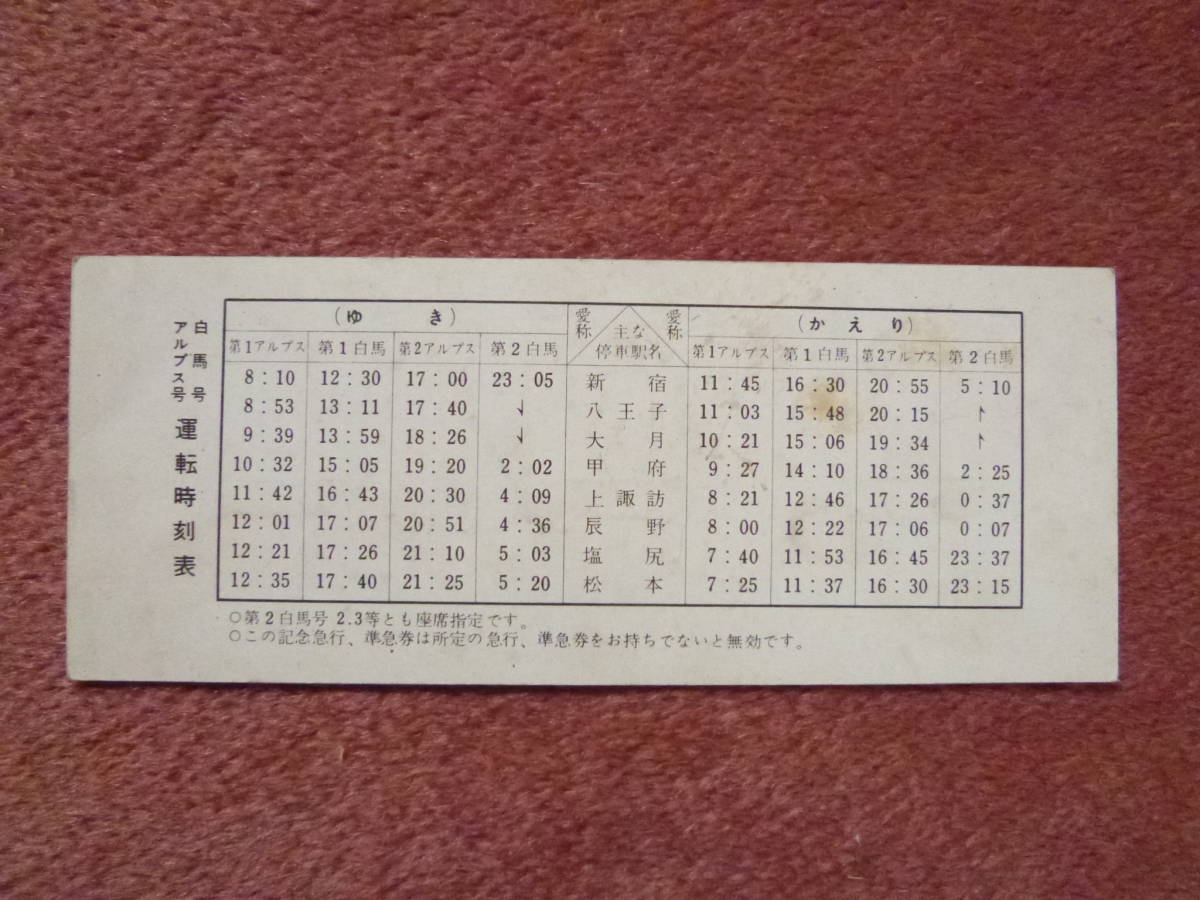 白馬号
アルプス号
運転時刻表
(ゆき) 愛称 主な停車駅名 愛称 (かえり)
第1アルプス 第1白馬 第2アルプス 第2白馬 第1アルプス 第1白馬 第2アルプス 第2白馬
8:10 12:30 17:00 23:05 新宿 11:45 16:30 20:55 5:10
8:53 13:11 17:40 ↓ 八王子 11:03 15:48 20:15 ↑
9:39 13:59 18:26 ↓ 大月 10:21 15:06 19:34 ↑
10:32 15:05 19:20 2:02 甲府 9:27 14:10 18:36 2:25
11:42 16:43 20:30 4:09 上諏訪 8:21 12:46 17:26 0:37
12:01 17:07 20:51 4:36 辰野 8:00 12:22 17:06 0:07
12:21 17:26 21:10 5:03 塩尻 7:40 11:53 16:45 23:37
12:35 17:40 21:25 5:20 松本 7:25 11:37 16:30 23:15
○第2白馬号2.3等とも座席指定です。
○この記念急行、準急券は所定の急行、準急券をお持ちでないと無効です。